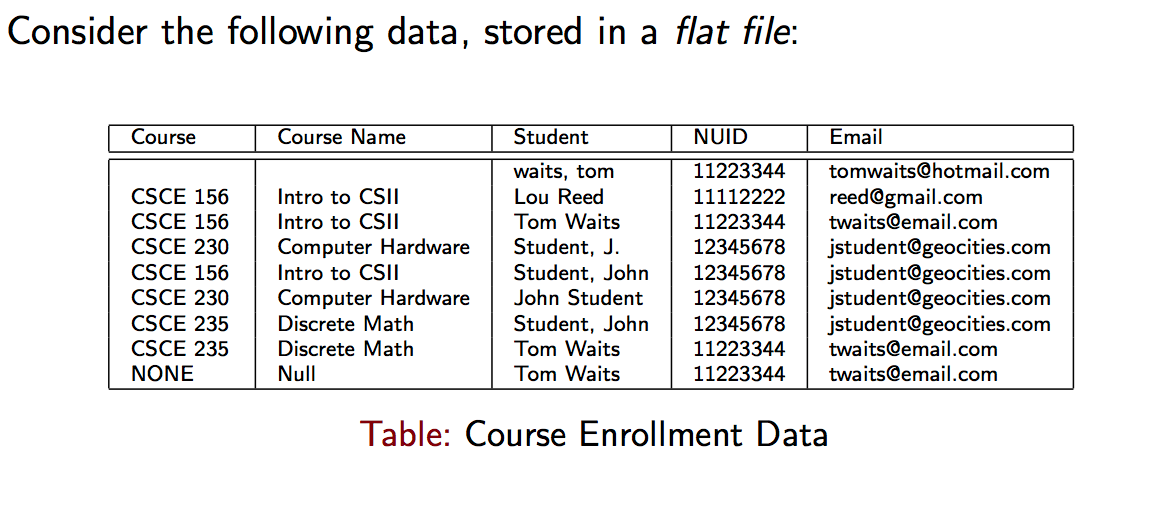 Consider the following data, stored in a flat file:
Course Course Name Student NUID Email
waits, tom 11223344 tomwaits@hotmail.com
CSCE 156 Intro to CSII Lou Reed 11112222 reed@gmail.com
CSCE 156 Intro to CSII Tom Waits 11223344 twaits@email.com
CSCE 230 Computer Hardware Student, J. 12345678 jstudent@geocities.com
CSCE 156 Intro to CSII Student, John 12345678 jstudent@geocities.com
CSCE 230 Computer Hardware John Student 12345678 jstudent@geocities.com
CSCE 235 Discrete Math Student, John 12345678 jstudent@geocities.com
CSCE 235 Discrete Math Tom Waits 11223344 twaits@email.com
NONE Null Tom Waits 11223344 twaits@email.com
Table: Course Enrollment Data